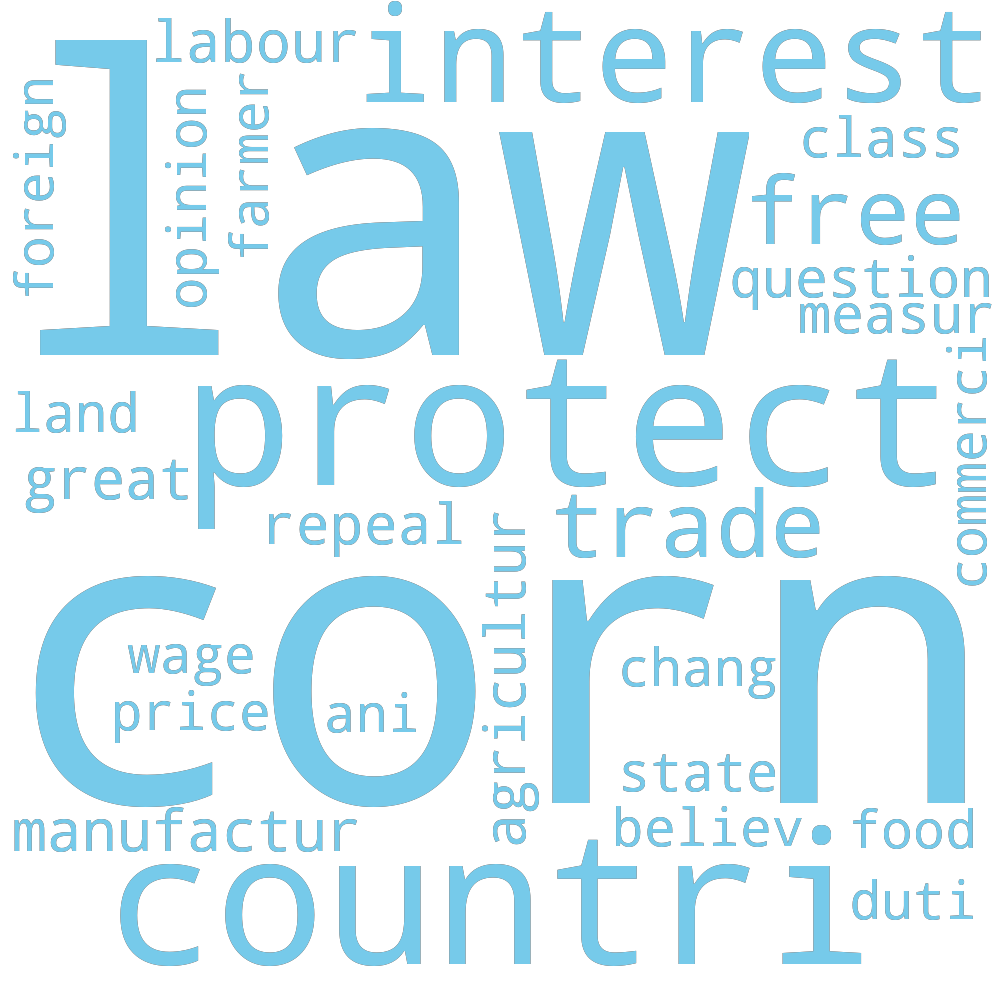 labour
interest
foreign
opinion
farmer
law
class
free
question
measur
commerci
land
protect
great
repeal
trade
agricultur
corn
wage
price
ani
chang
state
manufactur
believ
food
countri
duti